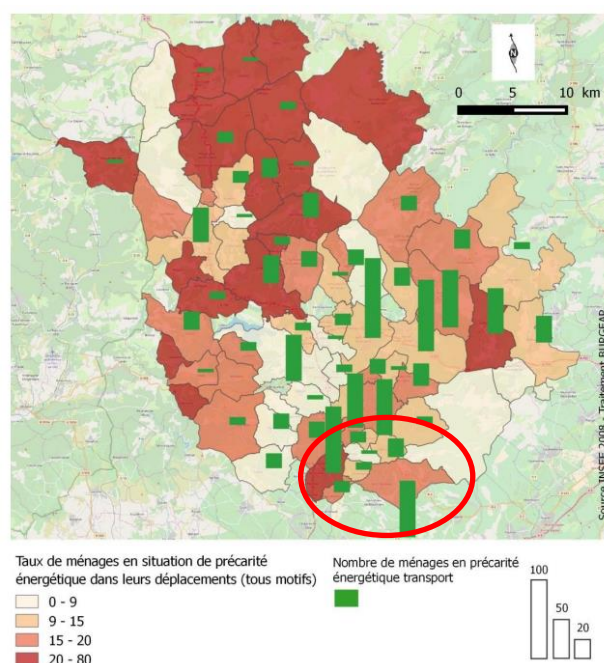 N
0 5 10 km
Source INSEE 2008 - Traitement BURGEAP
Taux de ménages en situation de précarité
énergétique dans leurs déplacements (tous motifs)
0 - 9
9 - 15
15 - 20
20 - 80
Nombre de ménages en précarité
énergétique transport
100
50
20